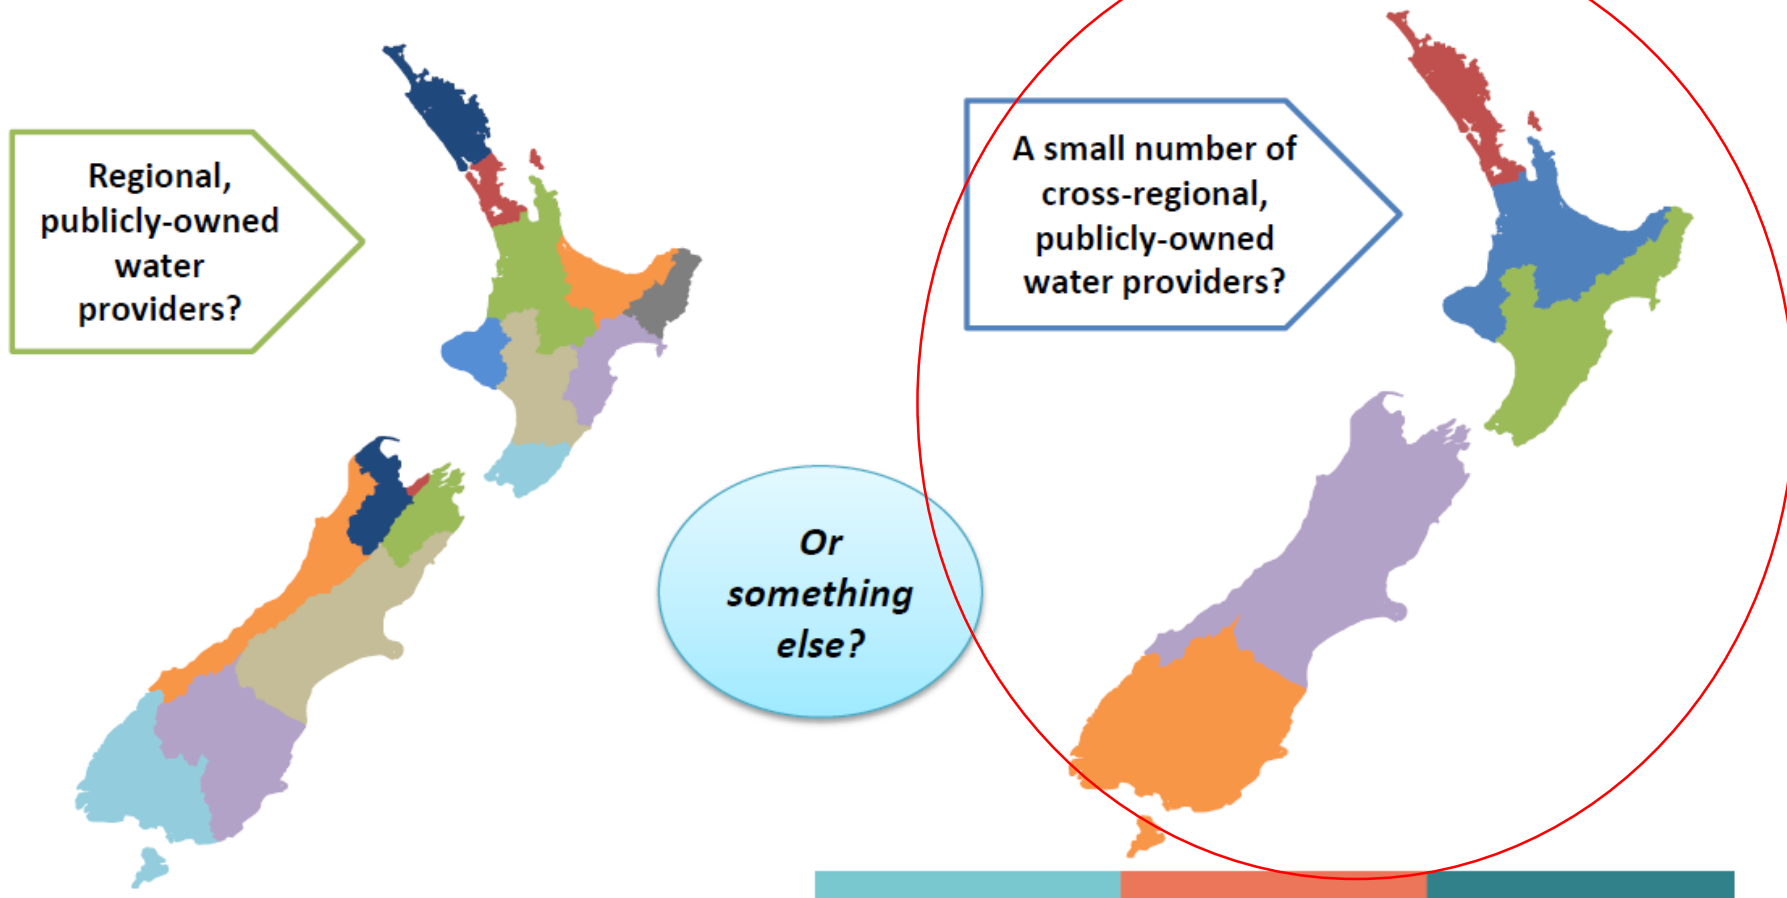 Regional,
publicly-owned
water
providers?
A small number of
cross-regional,
publicly-owned
water providers?
Or
something
else?